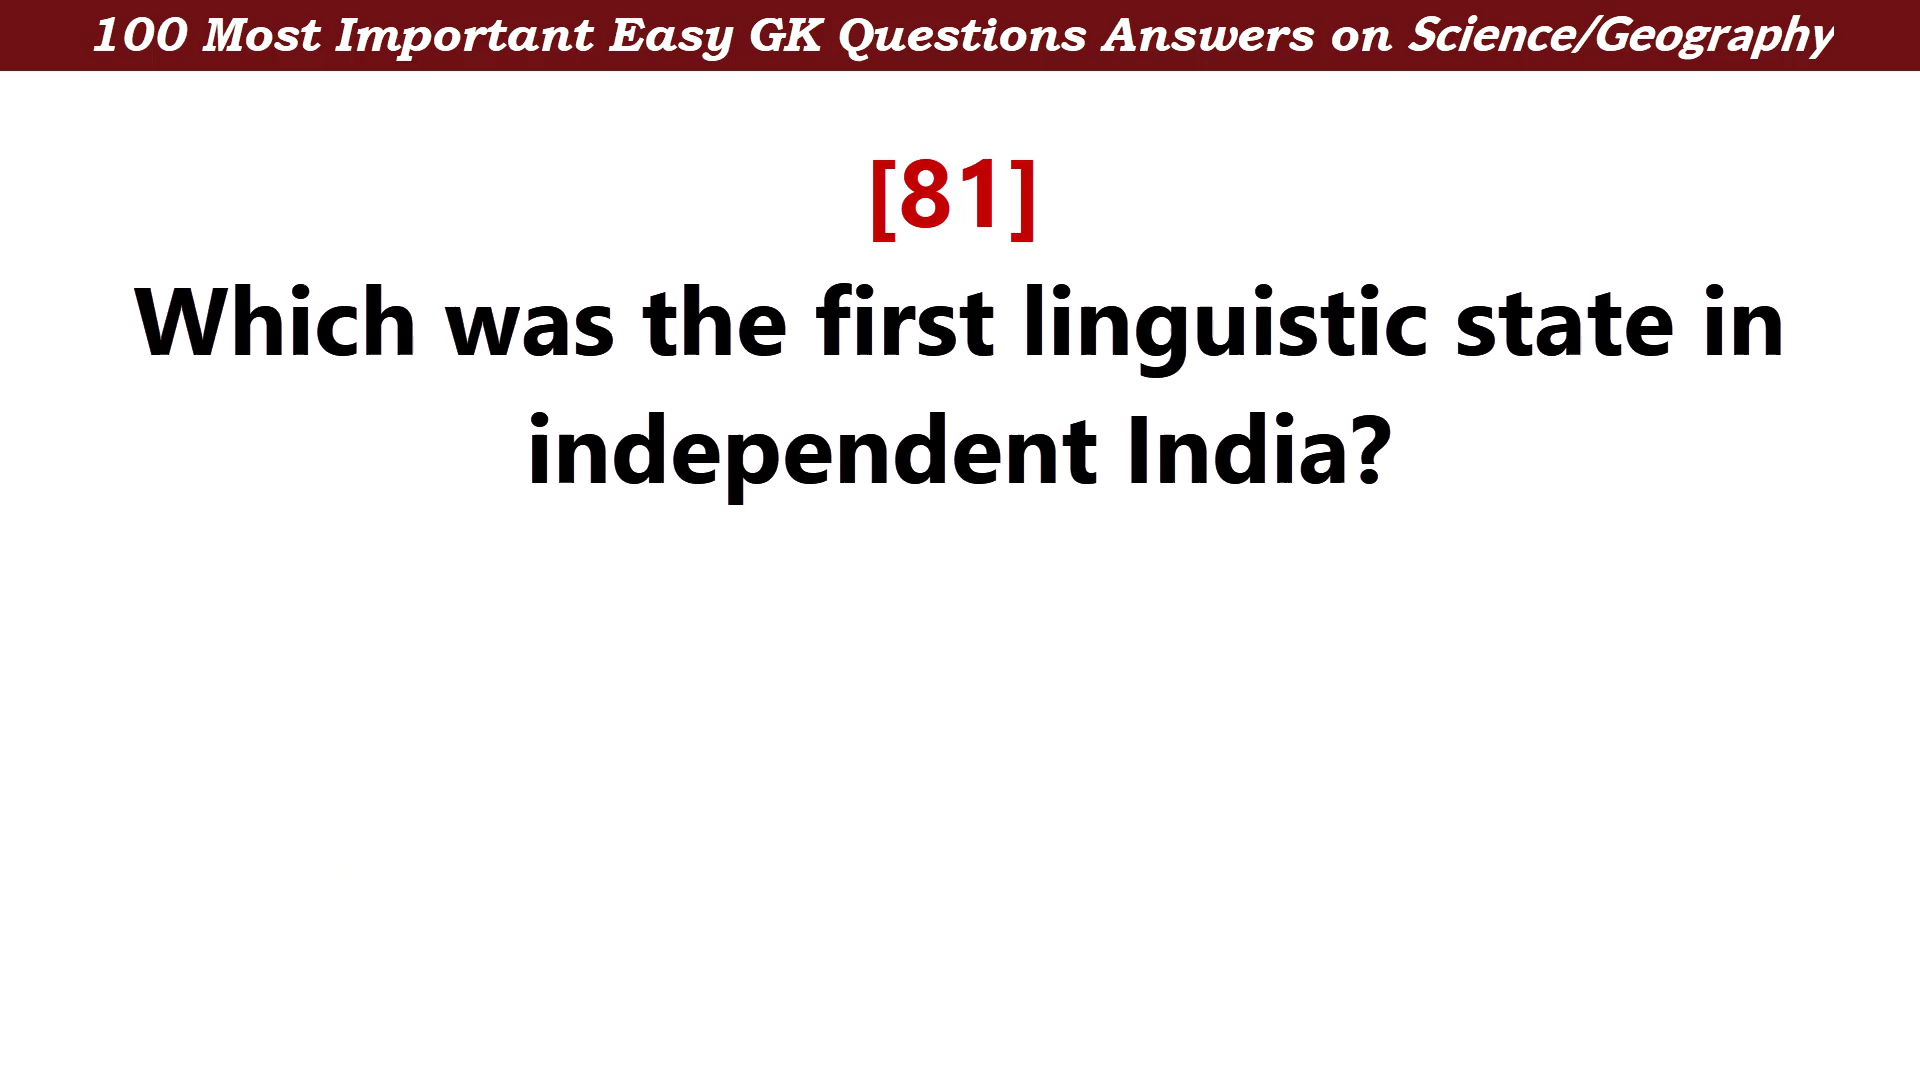 100 Most Important Easy GK Questions Answers on Science/Geography
[81]
Which was the first linguistic state in
independent India?